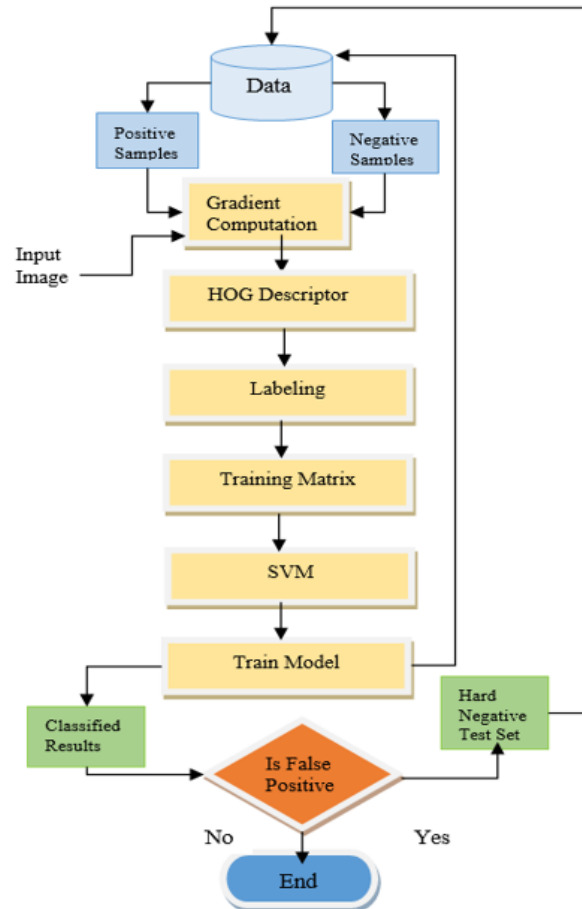 Data
Positive
Samples
Negative
Samples
Gradient
Computation
Input
Image
HOG Descriptor
Labeling
Training Matrix
SVM
Train Model
Classified
Results
Hard
Negative
Test Set
Is False
Positive
No
Yes
End